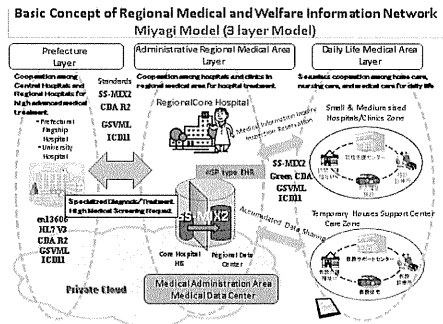 Basic Concept of Regional Medical and Welfare Information Network
Miyagi Model (3 layer Model)
Prefecture
Layer
Administrative Regional Medical Area
Layer
Daily Life Medical Area
Layer
Cooperation among
Central Hospitals and
Regional Hospitals for
high advanced medical
treatment.
• Prefectural
Flagship
Hospital
• University
Hospital
Standards
SS-MIX2
CDA R2
GSVML
ICD11
Cooperation among hospitals and clinics in
regional medical area for hospital treatment.
Regional Core Hospital
Medical Information Inquiry
Inspection Reservation
ASP type EHR
Seamless cooperation among home care,
nursing care, and medical care for daily life
Small & Medium sized
Hospitals/Clinics Zone
SS-MIX2
Green CDA
GSVML
ICD11
Specialized Diagnosis/Treatment.
High Medical Screening Request
SS-MIX2
en13606
HL7 V3
CDA R2
GSVML
ICD11
Core Hospital
HIS
Regional Data
Center
Accumulated Data Sharing
Temporary Houses Support Center
Care Zone
Private Cloud
Medical Administration Area
Medical Data Center